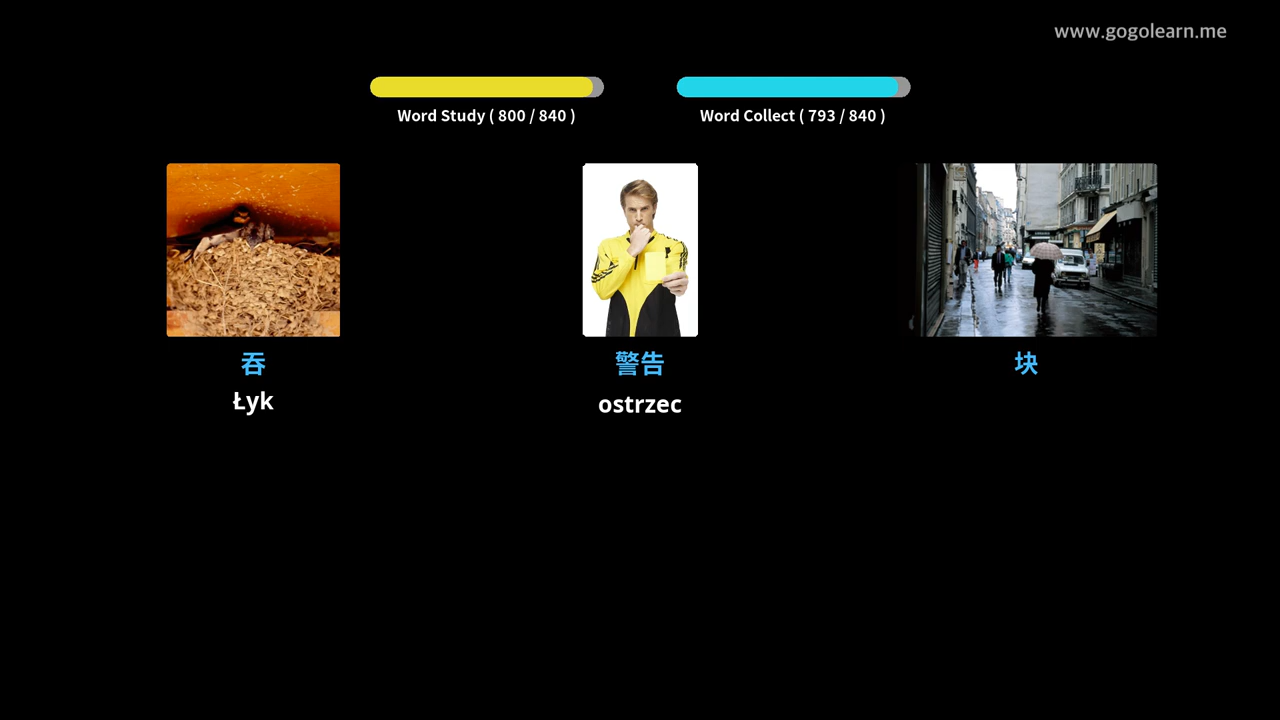 www.gogolearn.me
Word Study ( 800 / 840 )
Word Collect ( 793 / 840 )
吞
警告
块
Łyk
ostrzec